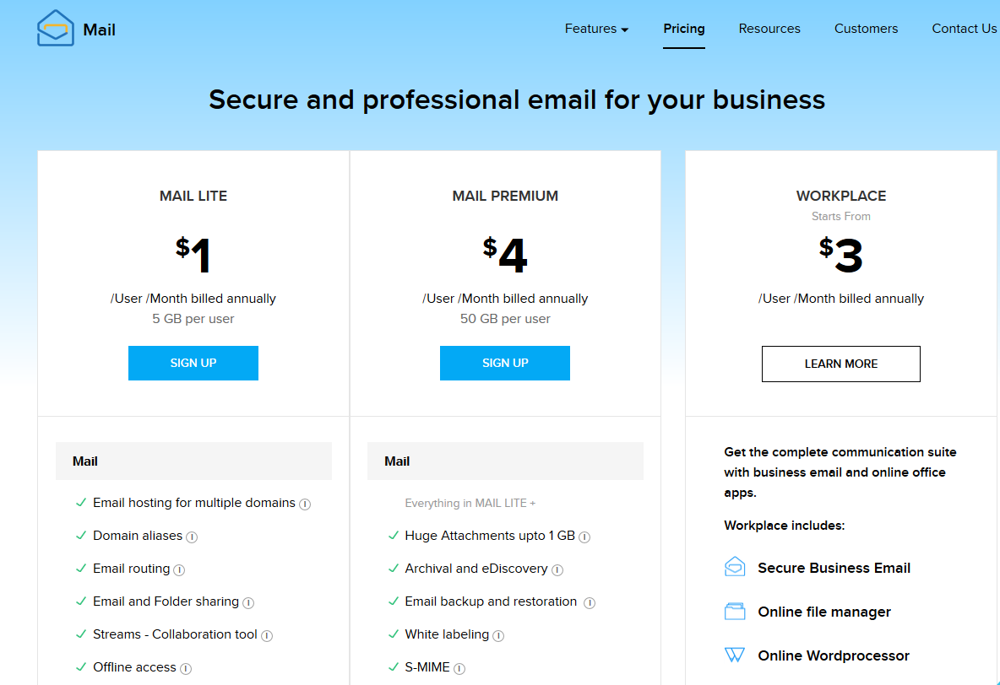 Mail
Features
Pricing
Resources
Customers
Contact Us
Secure and professional email for your business
MAIL LITE
$1
/User /Month billed annually
5 GB per user
SIGN UP
Mail
Email hosting for multiple domains
Domain aliases
Email routing
Email and Folder sharing
Streams - Collaboration tool
Offline access
MAIL PREMIUM
$4
/User /Month billed annually
50 GB per user
SIGN UP
Mail
Everything in MAIL LITE +
Huge Attachments upto 1 GB
Archival and eDiscovery
Email backup and restoration
White labeling
S-MIME
WORKPLACE
Starts From
$3
/User /Month billed annually
LEARN MORE
Get the complete communication suite
with business email and online office
apps.
Workplace includes:
Secure Business Email
Online file manager
Online Wordprocessor